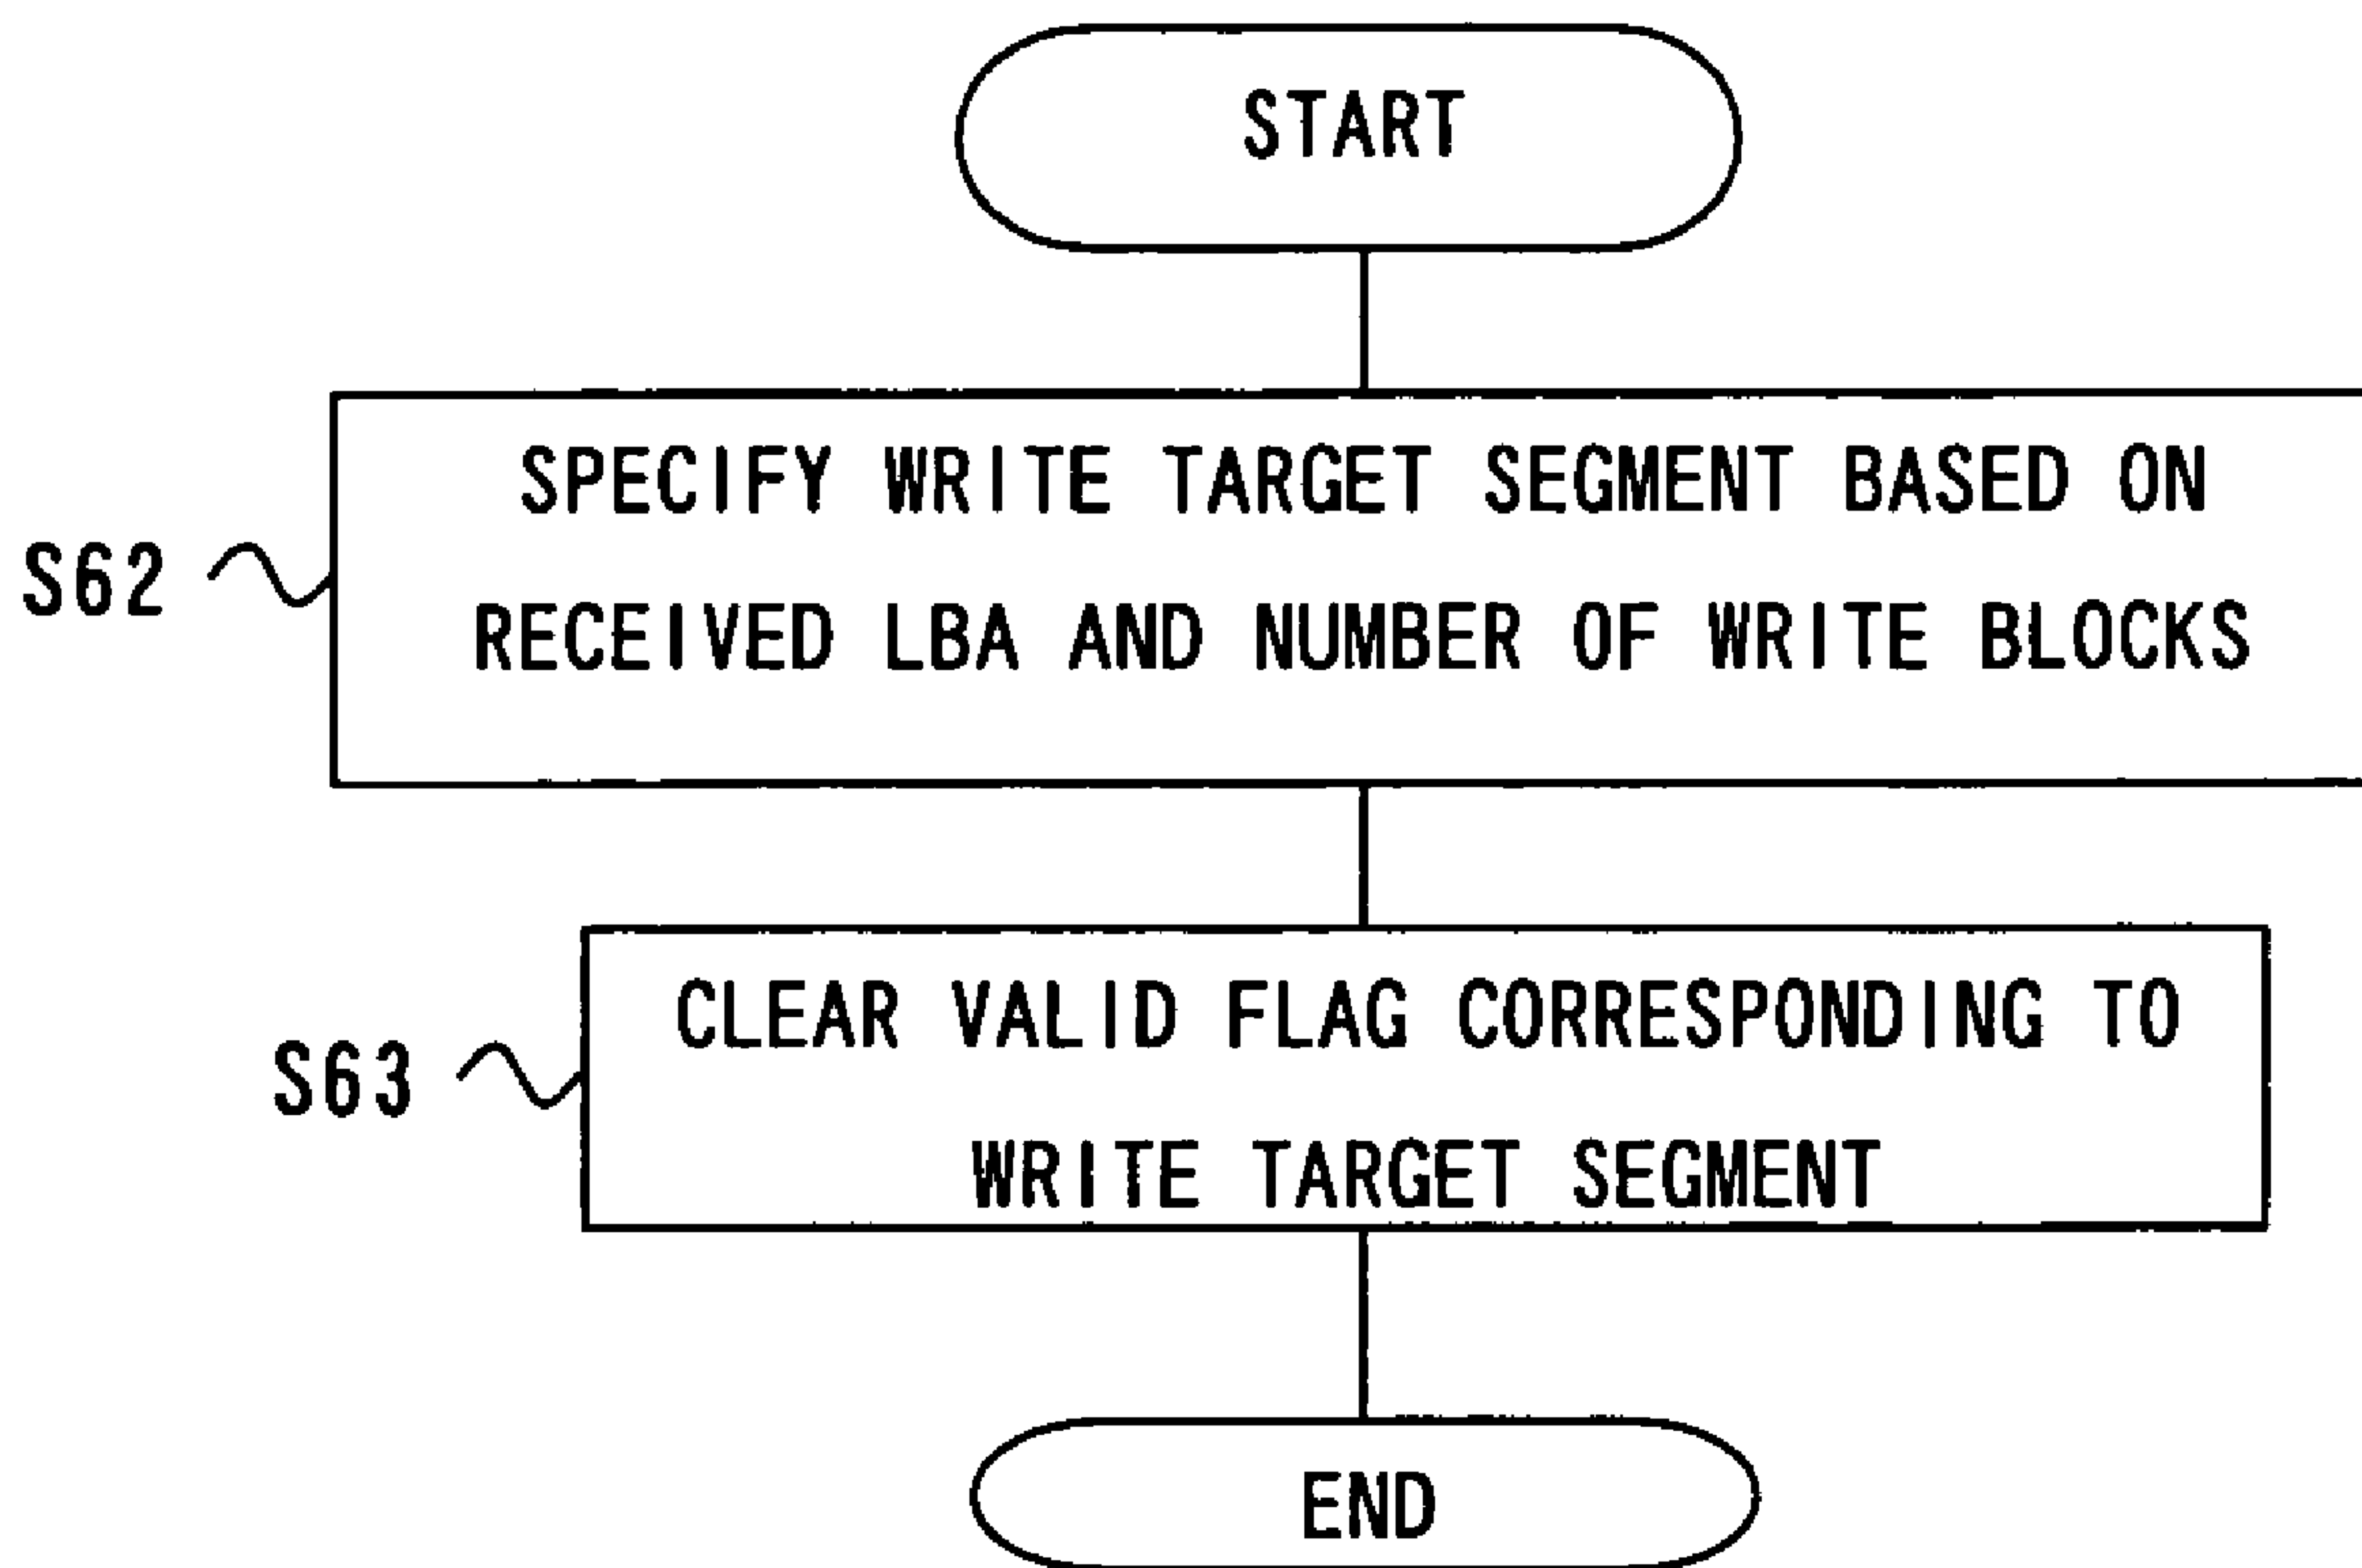 START
SPECIFY WRITE TARGET SEGMENT BASED ON
S62
RECEIVED LBA AND NUMBER OF WRITE BLOCKS
CLEAR VALID FLAG CORRESPONDING TO
S63
WRITE TARGET SEGMENT
END